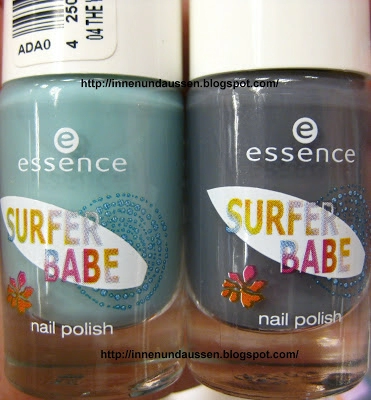 ADA0
4 250
04 THE
http://innenundaussen.blogspot.com/
e
essence
SURFER
BABE
nail polish
e
essence
SURFER
BABE
nail polish
http://innenundaussen.blogspot.com/